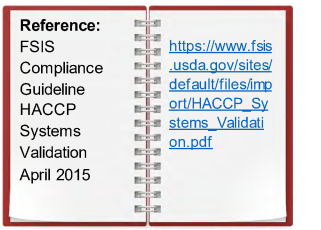 Reference:
FSIS
Compliance
Guideline
HACCP
Systems
Validation
April 2015
https://www.fsis
.usda.gov/sites/
default/files/imp
ort/HACCP_Sy
stems_Validati
on.pdf